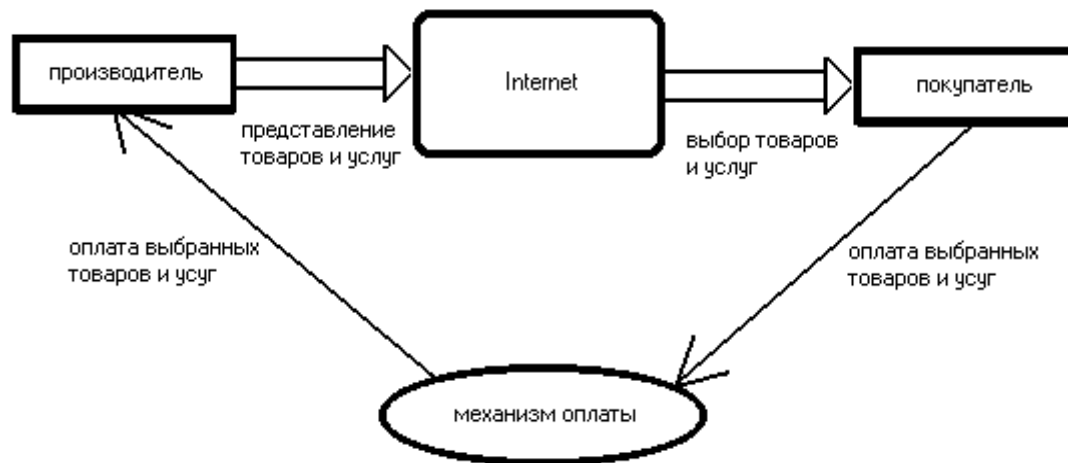 производитель
Internet
покупатель
представление
товаров и услуг
выбор товаров
и услуг
оплата выбранных
товаров и усуг
оплата выбранных
товаров и усуг
механизм оплаты